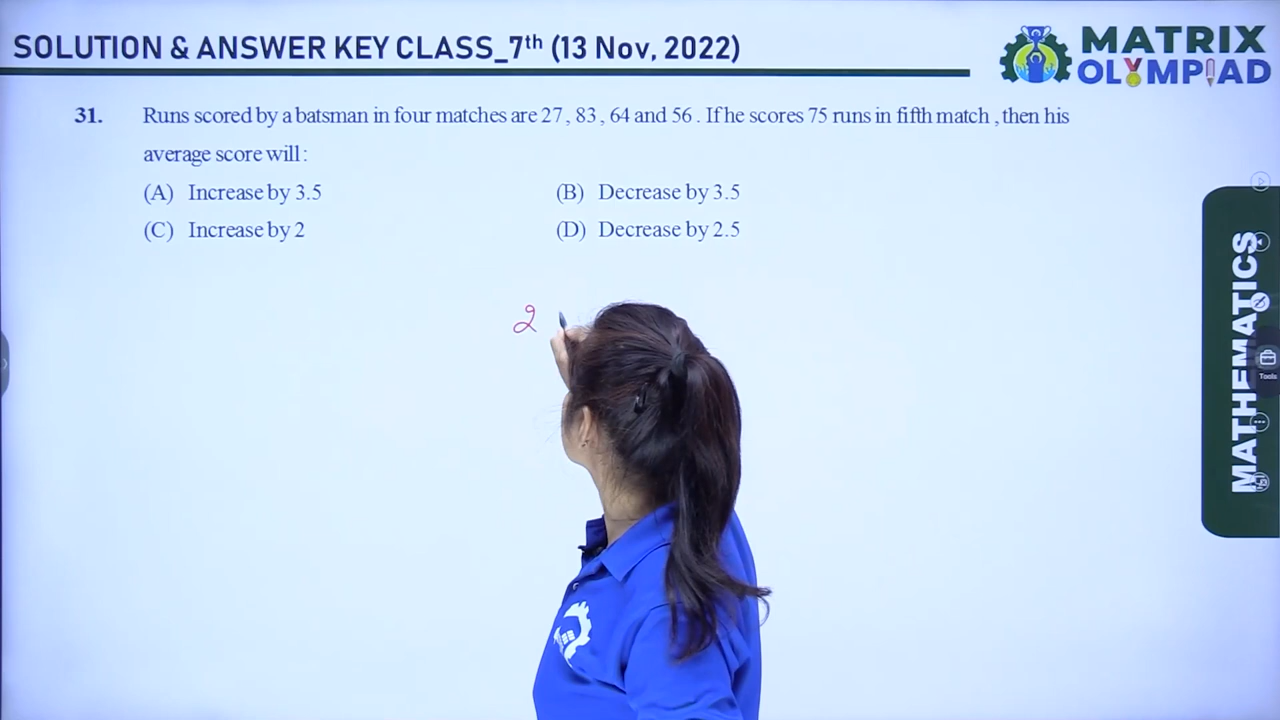 SOLUTION & ANSWER KEY CLASS_7th (13 Nov, 2022)
MATRIX
OLYMPIAD
31. Runs scored by a batsman in four matches are 27, 83, 64 and 56. If he scores 75 runs in fifth match, then his
average score will:
(A) Increase by 3.5 (B) Decrease by 3.5
(C) Increase by 2 (D) Decrease by 2.5
2
MATHEMATICS
Tools